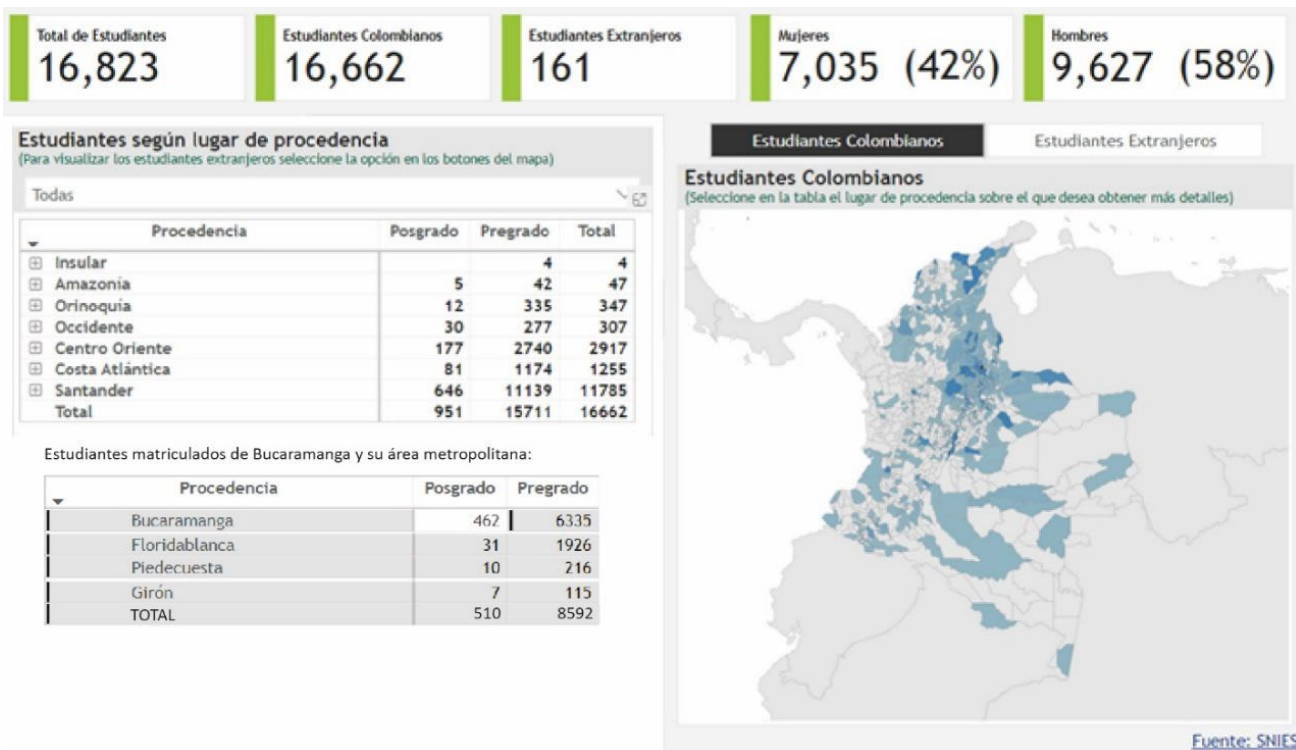 Total de Estudiantes
16,823
Estudiantes Colombianos
16,662
Estudiantes Extranjeros
161
Mujeres
7,035 (42%)
Hombres
9,627 (58%)
Estudiantes según lugar de procedencia
(Para visualizar los estudiantes extranjeros seleccione la opción en los botones del mapa)
Todas
Procedencia Posgrado Pregrado Total
Insular 4 4
Amazonía 5 42 47
Orinoquía 12 335 347
Occidente 30 277 307
Centro Oriente 177 2740 2917
Costa Atlántica 81 1174 1255
Santander 646 11139 11785
Total 951 15711 16662
Estudiantes matriculados de Bucaramanga y su área metropolitana:
Procedencia Posgrado Pregrado
Bucaramanga 462 6335
Floridablanca 31 1926
Piedecuesta 10 216
Girón 7 115
TOTAL 510 8592
Estudiantes Colombianos Estudiantes Extranjeros
Estudiantes Colombianos
(Seleccione en la tabla el lugar de procedencia sobre el que desea obtener más detalles)
Fuente: SNIES